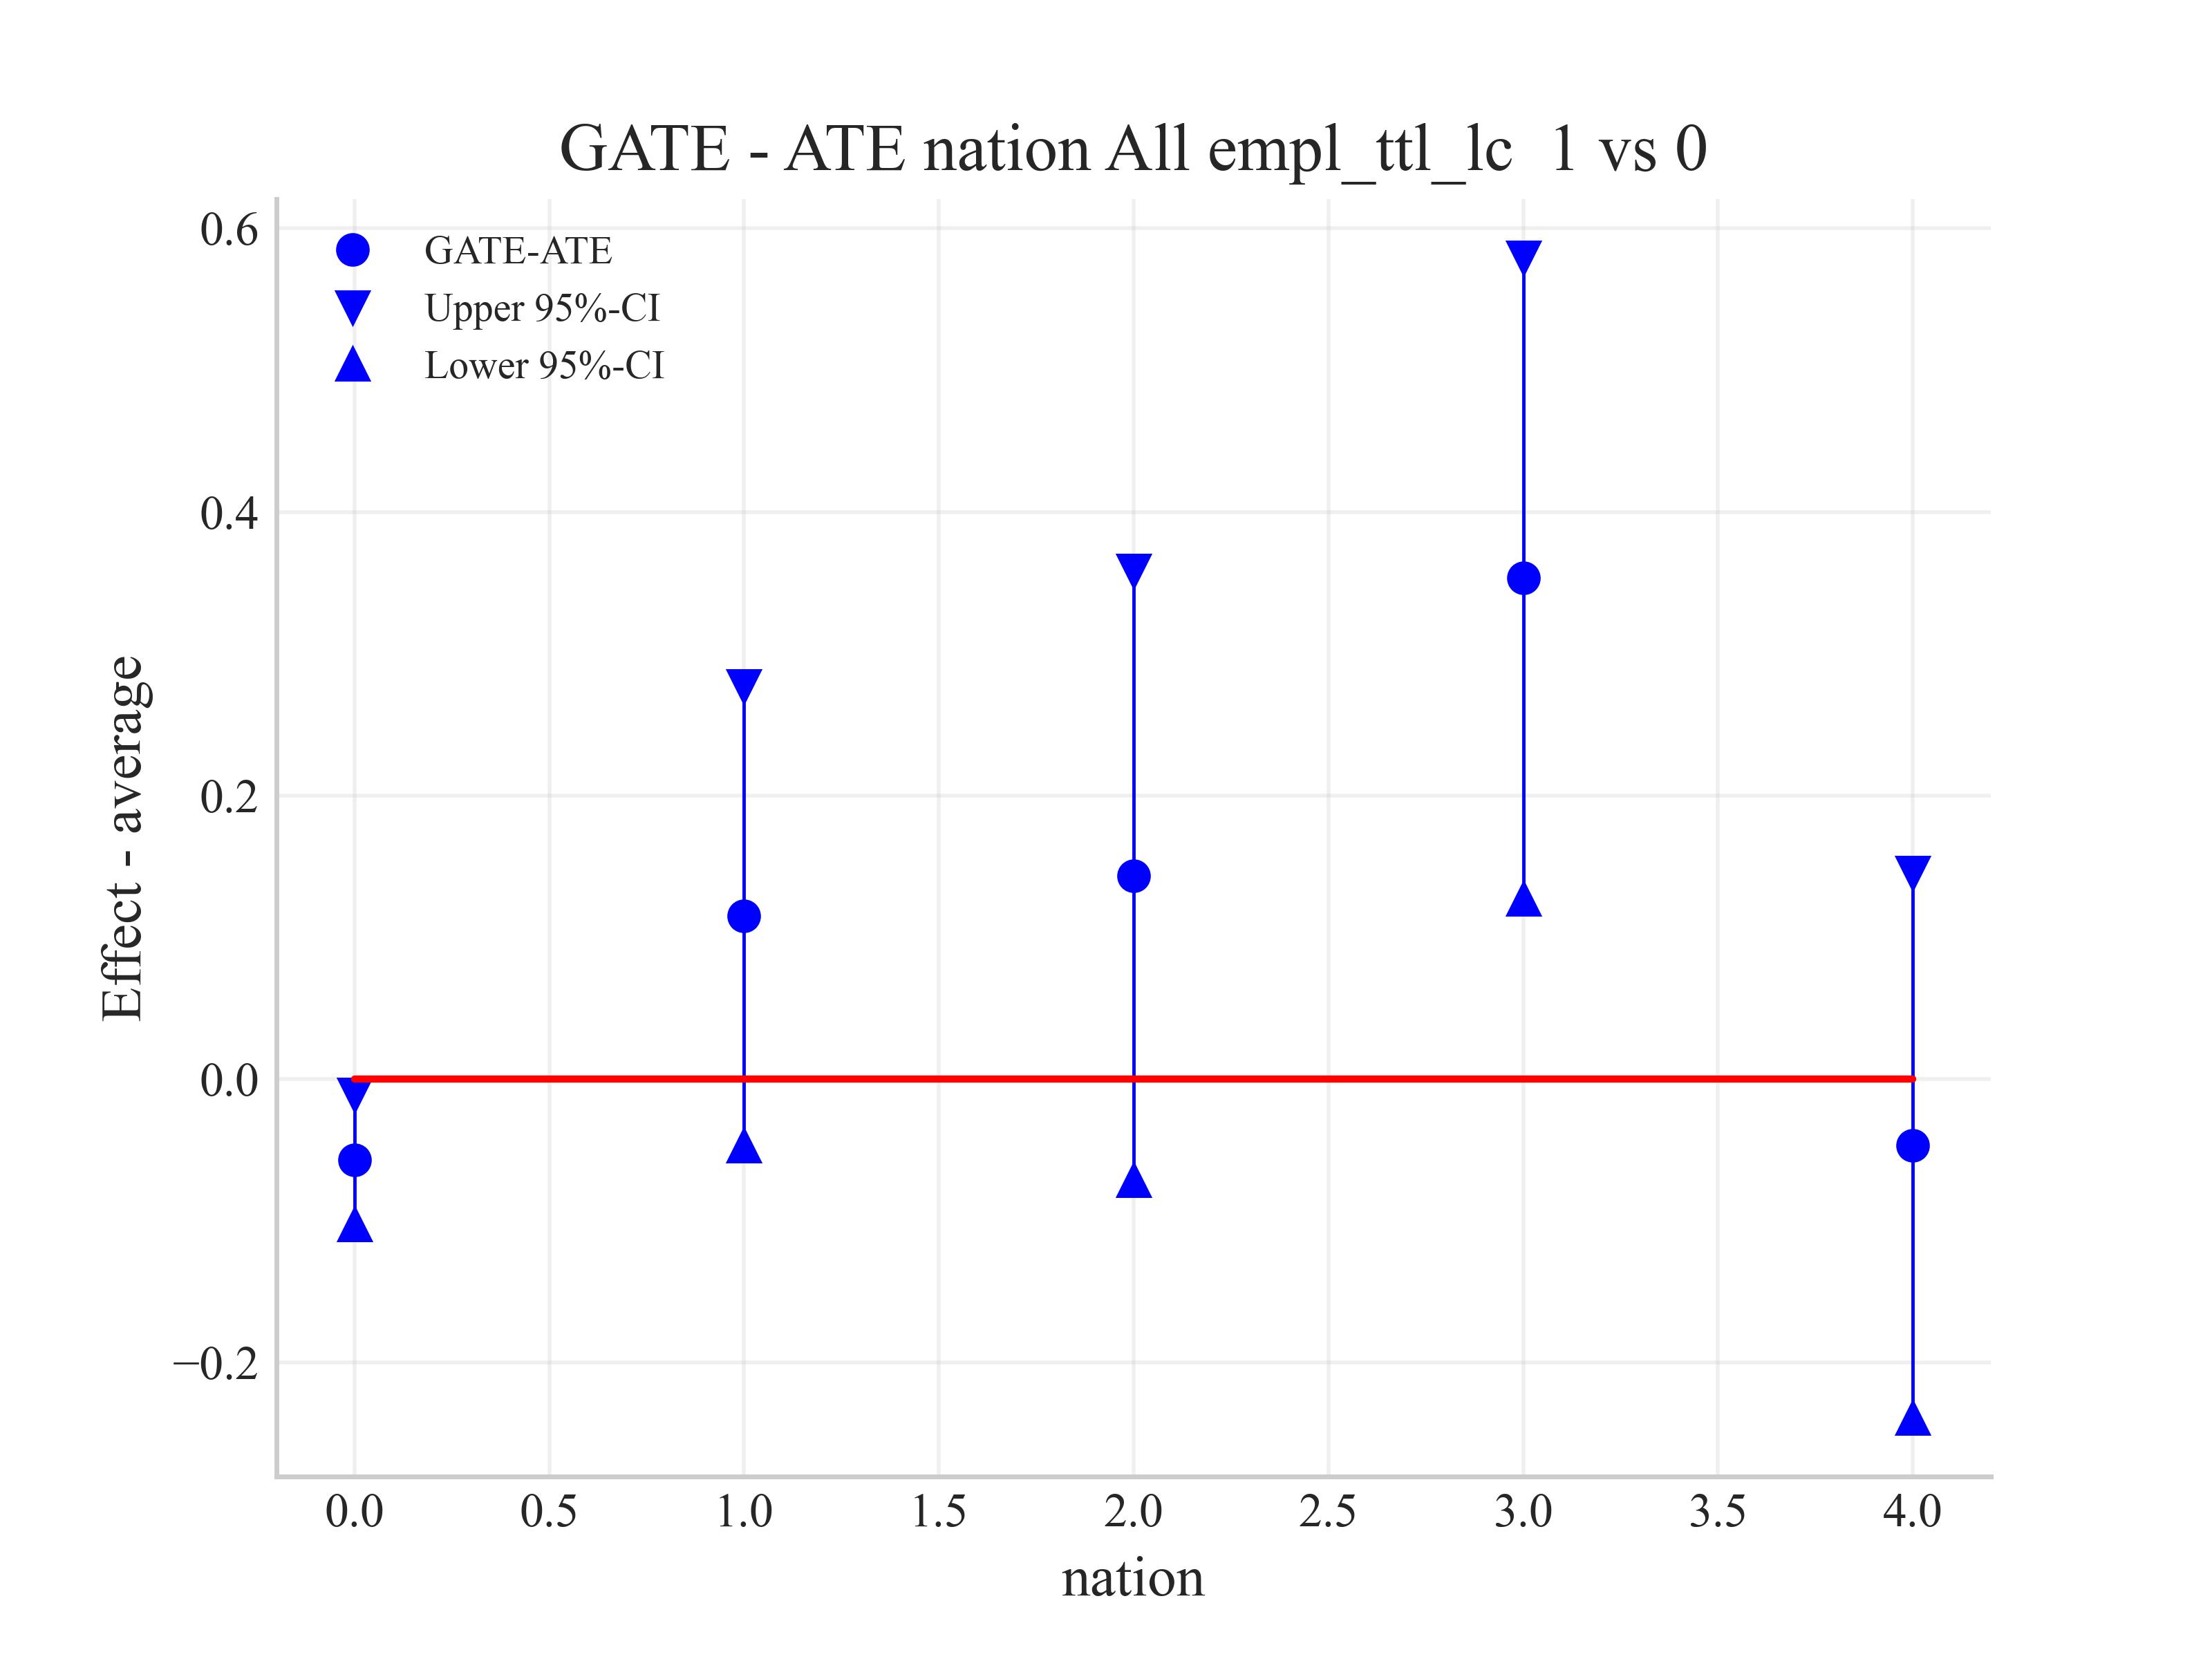 GATE - ATE nation All empl_ttl_lc  1 vs 0
GATE-ATE
Upper 95%-CI
Lower 95%-CI
Effect - average
0.6
0.4
0.2
0.0
−0.2
0.0 0.5 1.0 1.5 2.0 2.5 3.0 3.5 4.0
nation